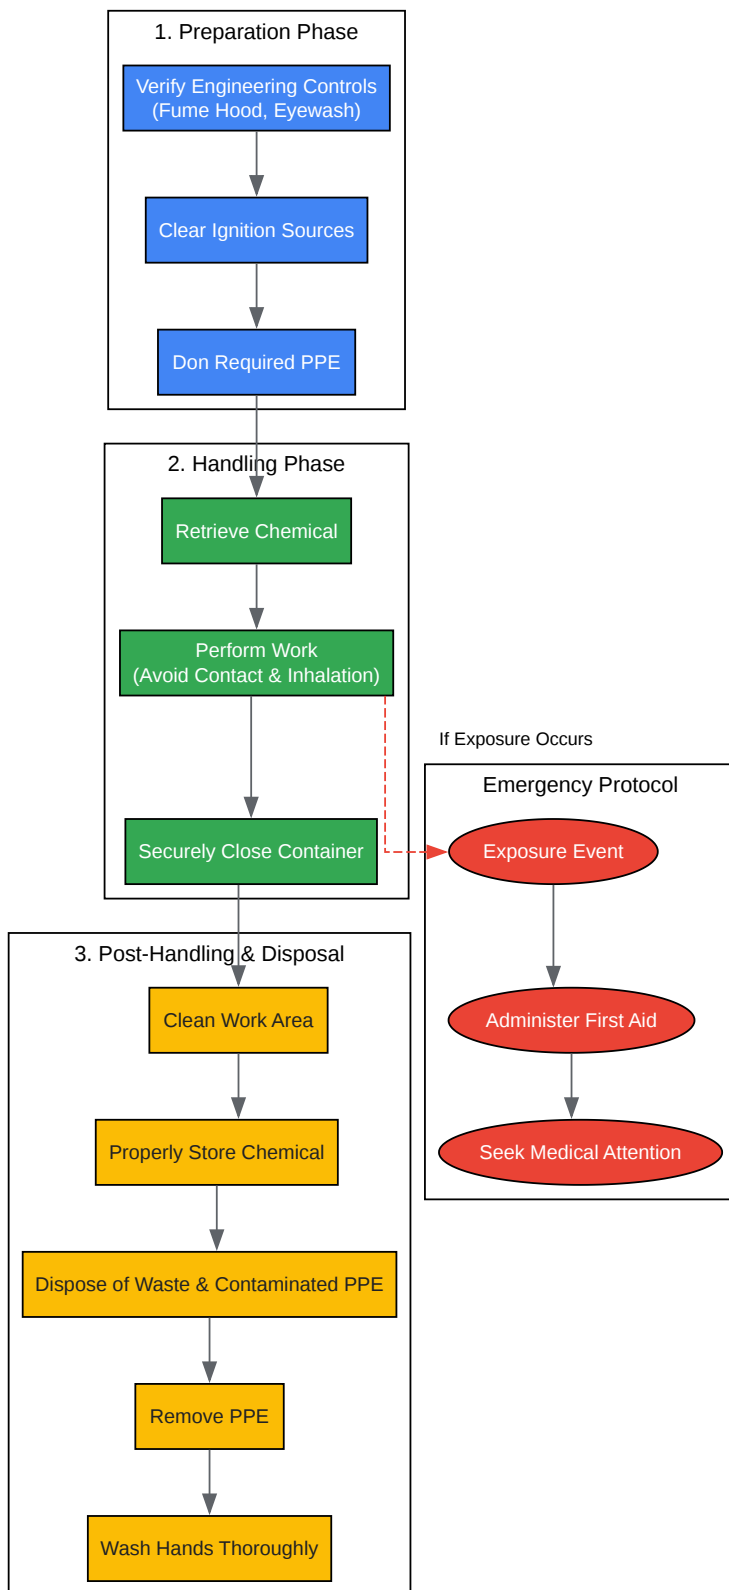 1. Preparation Phase
Verify Engineering Controls
(Fume Hood, Eyewash)
Clear Ignition Sources
Don Required PPE
2. Handling Phase
Retrieve Chemical
Perform Work
(Avoid Contact & Inhalation)
If Exposure Occurs
Emergency Protocol
Securely Close Container
Exposure Event
3. Post-Handling & Disposal
Clean Work Area
Administer First Aid
Properly Store Chemical
Seek Medical Attention
Dispose of Waste & Contaminated PPE
Remove PPE
Wash Hands Thoroughly